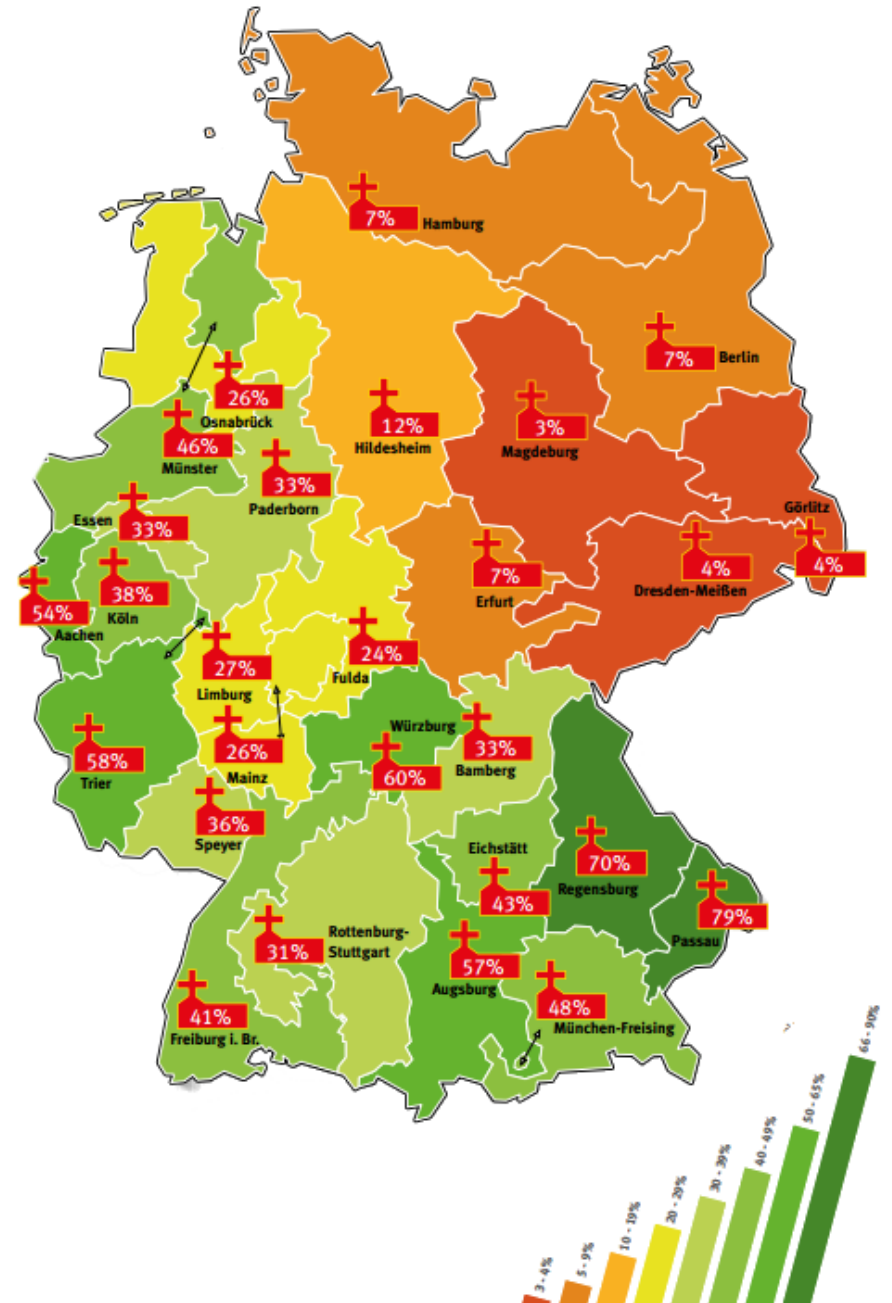 7%
Hamburg
7%
Berlin
26%
Osnabrück
12%
Hildesheim
3%
Magdeburg
46%
Münster
33%
Paderborn
Essen
33%
Görlitz
4%
4%
Dresden-Meißen
7%
Erfurt
54%
Aachen
38%
Köln
27%
Limburg
24%
Fulda
58%
Trier
26%
Mainz
Würzburg
60%
33%
Bamberg
36%
Speyer
Eichstätt
43%
70%
Regensburg
79%
Passau
31%
Rottenburg-
Stuttgart
57%
Augsburg
48%
München-Freising
41%
Freiburg i. Br.
3 - 4%
5 - 9%
10 - 19%
20 - 29%
30 - 39%
40 - 49%
50 - 65%
66 - 90%